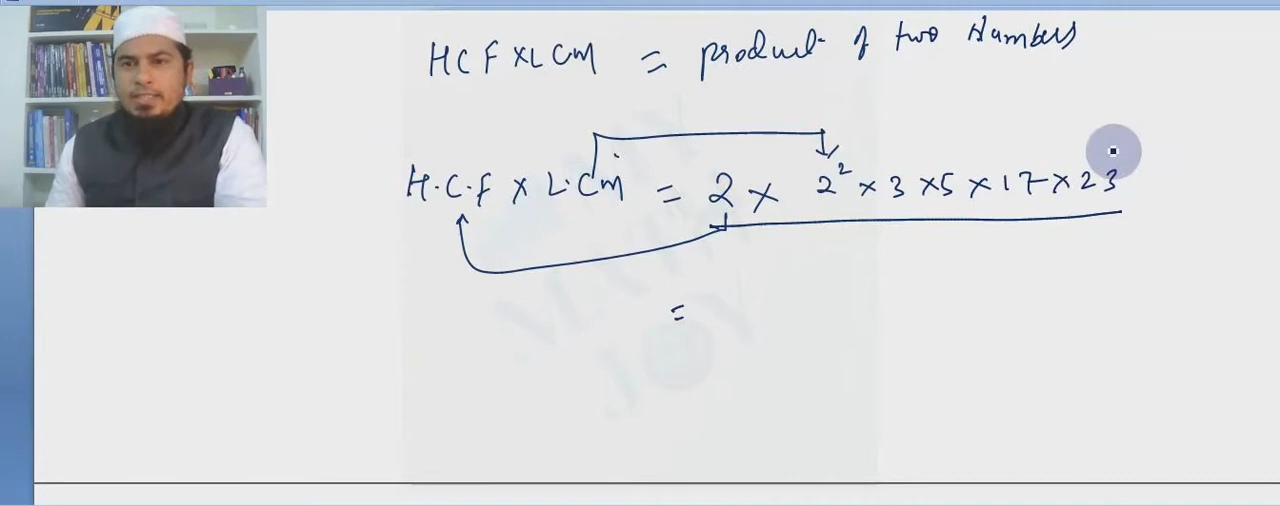 HCF × LCM = product of two Numbers
H.C.F × L.Cm = 2 × 2² × 3 × 5 × 17 × 23
=